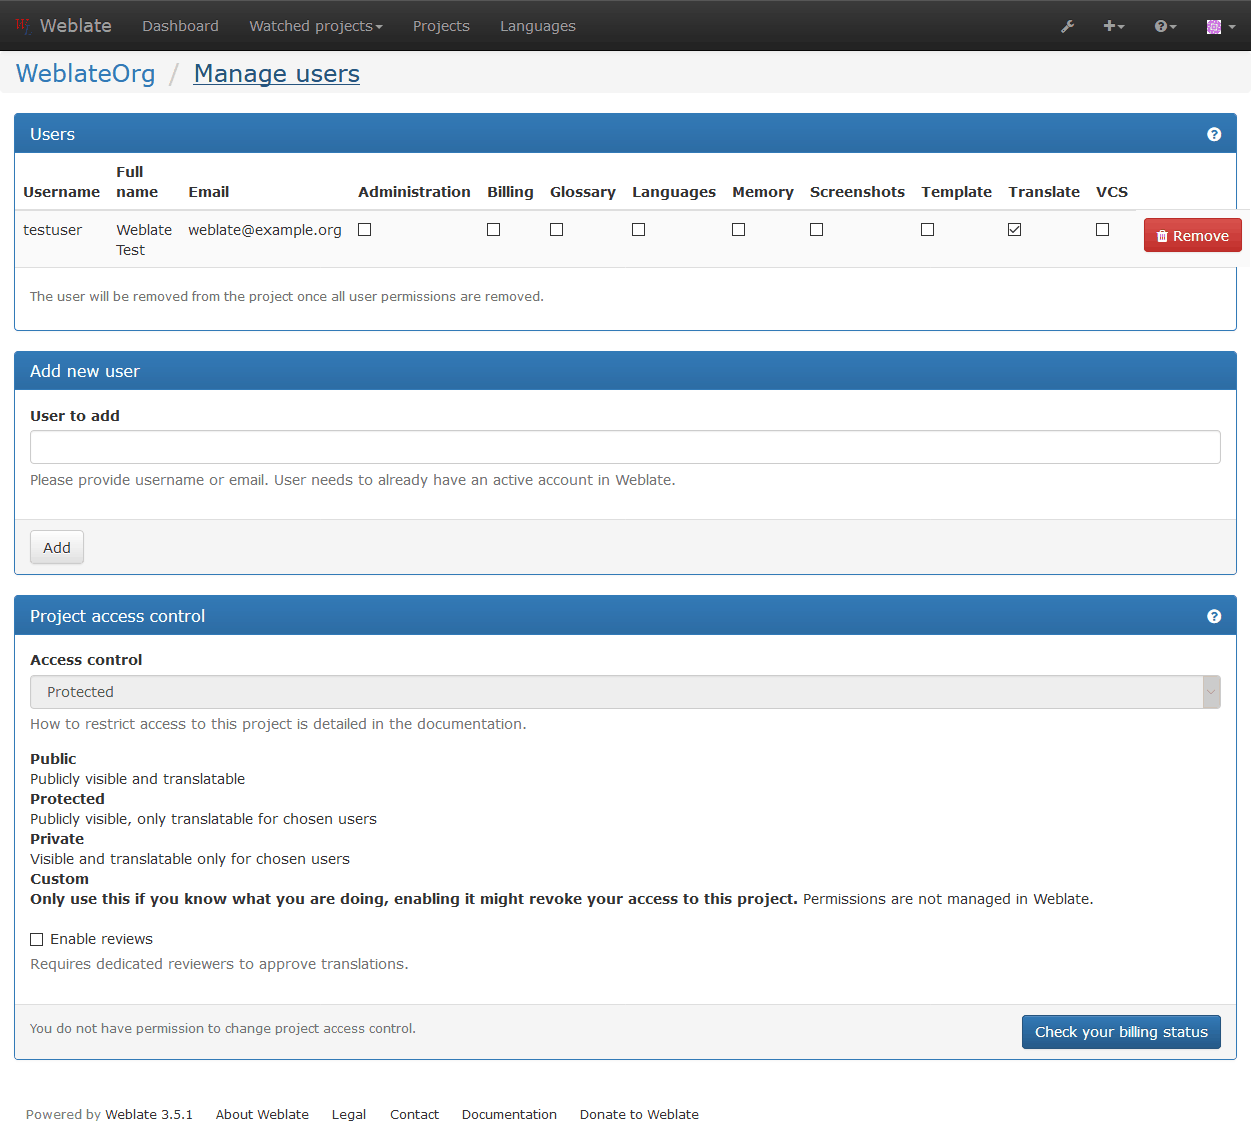 Weblate Dashboard Watched projects Projects Languages
WeblateOrg / Manage users
Users
Username Full name Email Administration Billing Glossary Languages Memory Screenshots Template Translate VCS
testuser Weblate Test weblate@example.org Remove
The user will be removed from the project once all user permissions are removed.
Add new user
User to add
Please provide username or email. User needs to already have an active account in Weblate.
Add
Project access control
Access control
Protected
How to restrict access to this project is detailed in the documentation.
Public
Publicly visible and translatable
Protected
Publicly visible, only translatable for chosen users
Private
Visible and translatable only for chosen users
Custom
Only use this if you know what you are doing, enabling it might revoke your access to this project. Permissions are not managed in Weblate.
Enable reviews
Requires dedicated reviewers to approve translations.
You do not have permission to change project access control. Check your billing status
Powered by Weblate 3.5.1 About Weblate Legal Contact Documentation Donate to Weblate